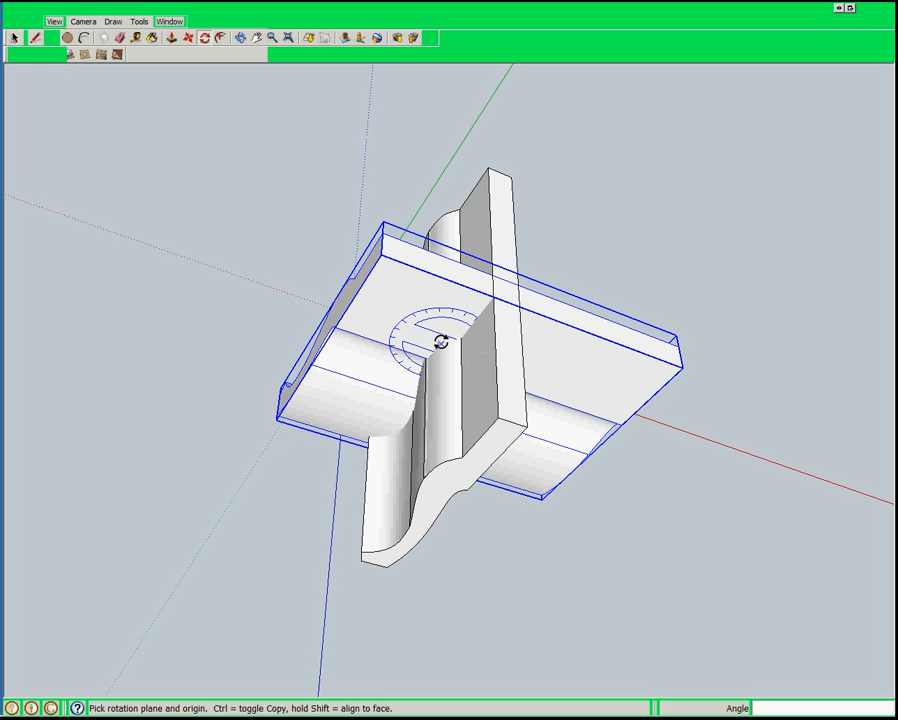 View Camera Draw Tools Window
Pick rotation plane and origin. Ctrl = toggle Copy, hold Shift = align to face. Angle